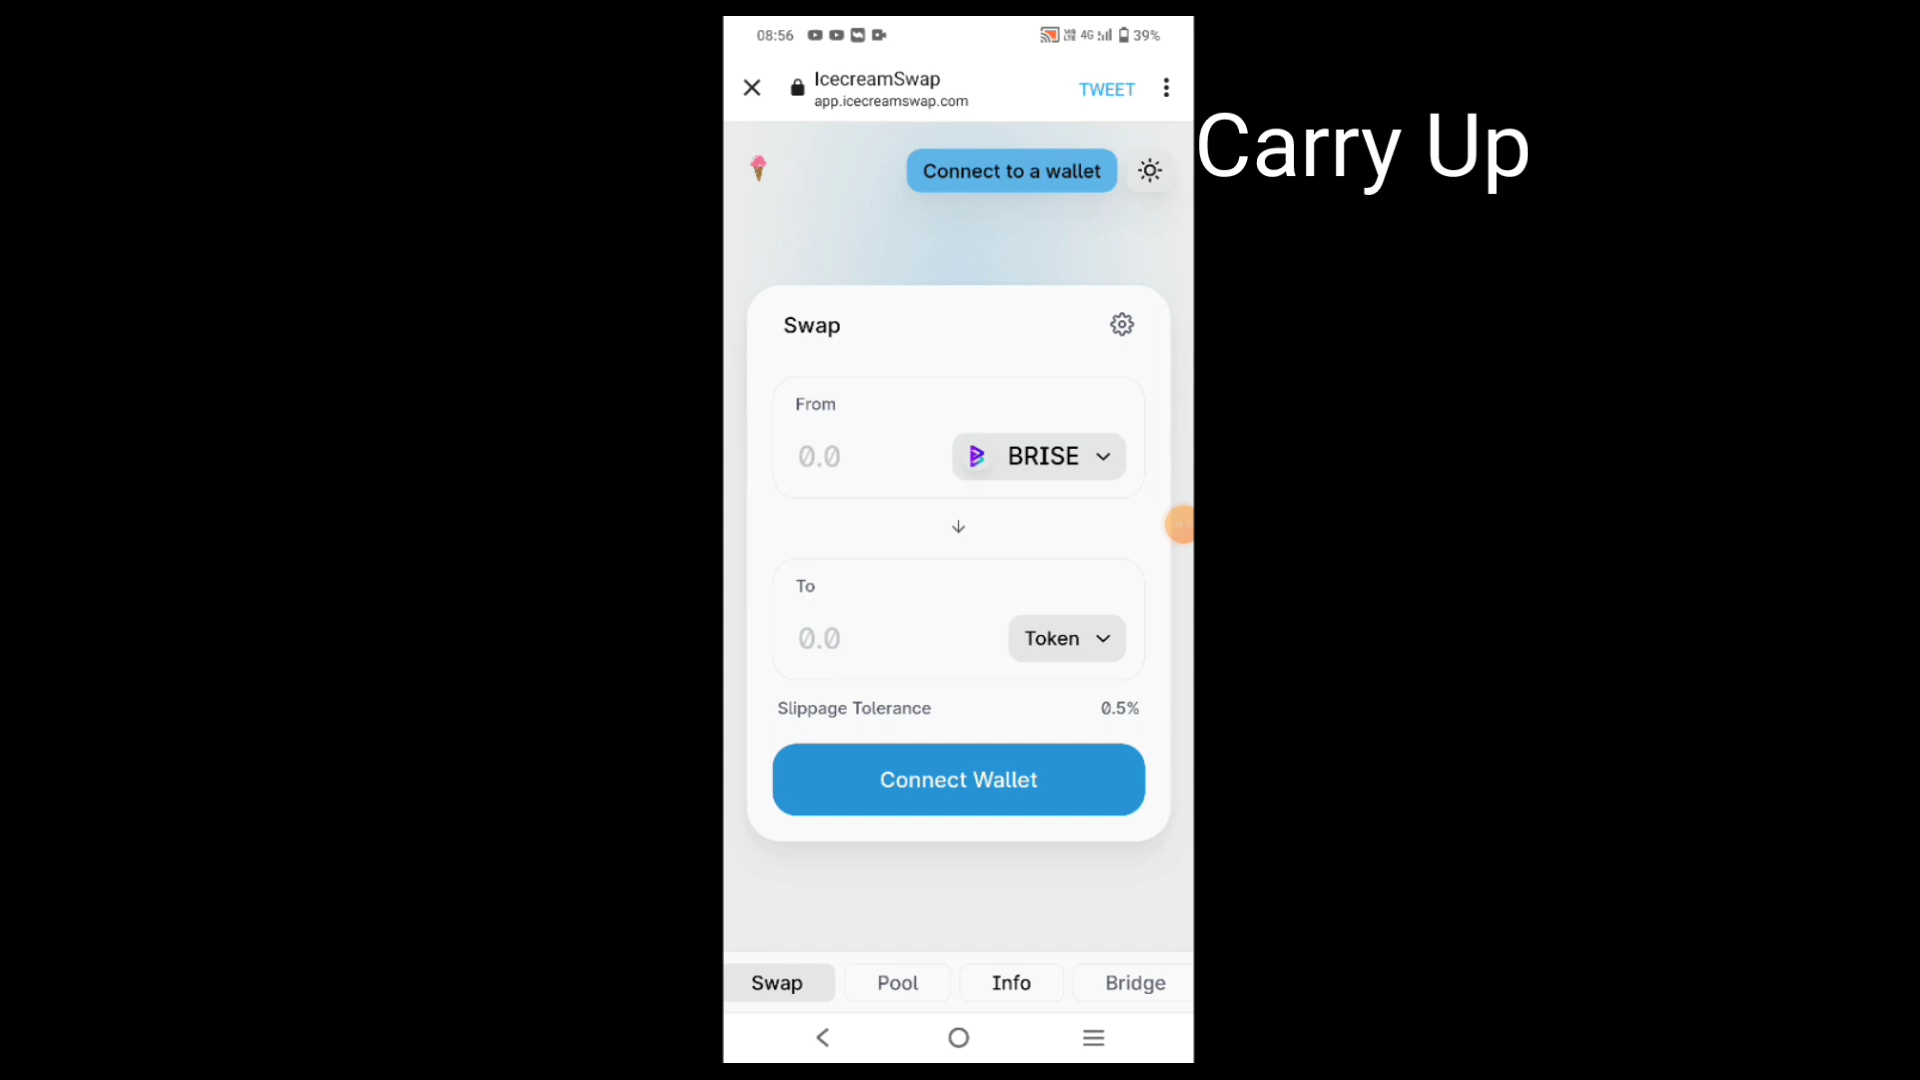 08:56
4G 39%
IcecreamSwap
app.icecreamswap.com
TWEET
Carry Up
Connect to a wallet
Swap
From
0.0
BRISE
To
0.0
Token
Slippage Tolerance
0.5%
Connect Wallet
Swap
Pool
Info
Bridge